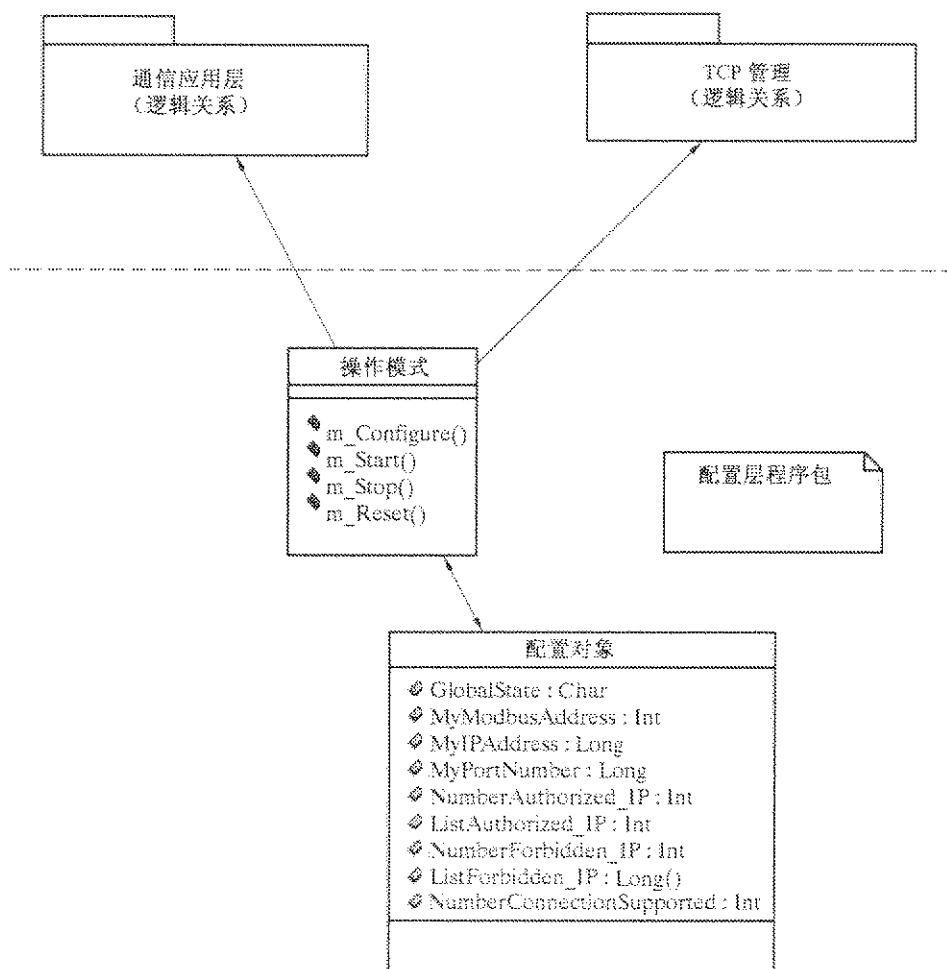 通信应用层
（逻辑关系）
TCP 管理
（逻辑关系）
操作模式
m_Configure()
m_Start()
m_Stop()
m_Reset()
配置层程序包
配置对象
GlobalState : Char
MyModbusAddress : Int
MyIPAddress : Long
MyPortNumber : Long
NumberAuthorized_IP : Int
ListAuthorized_IP : Int
NumberForbidden_IP : Int
ListForbidden_IP : Long()
NumberConnectionSupported : Int